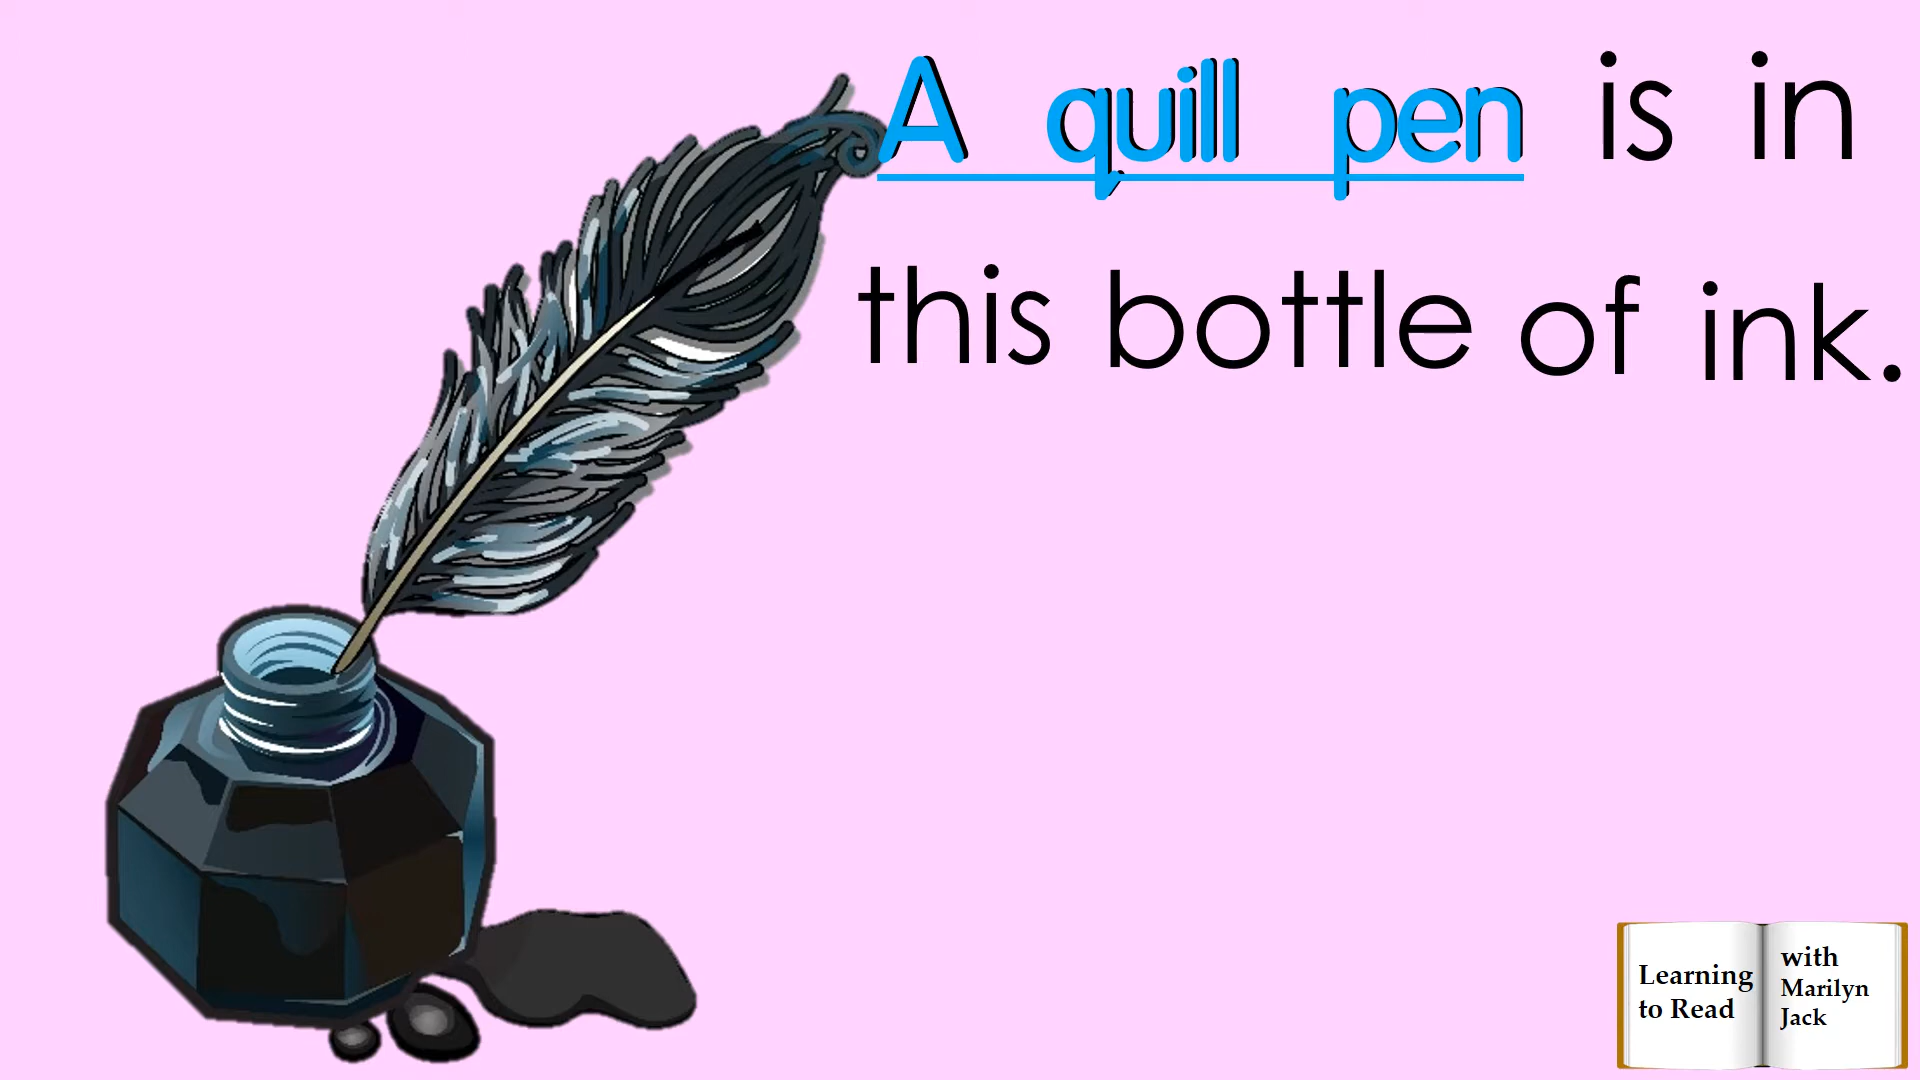 A quill pen is in
this bottle of ink.
Learning
to Read
with
Marilyn
Jack